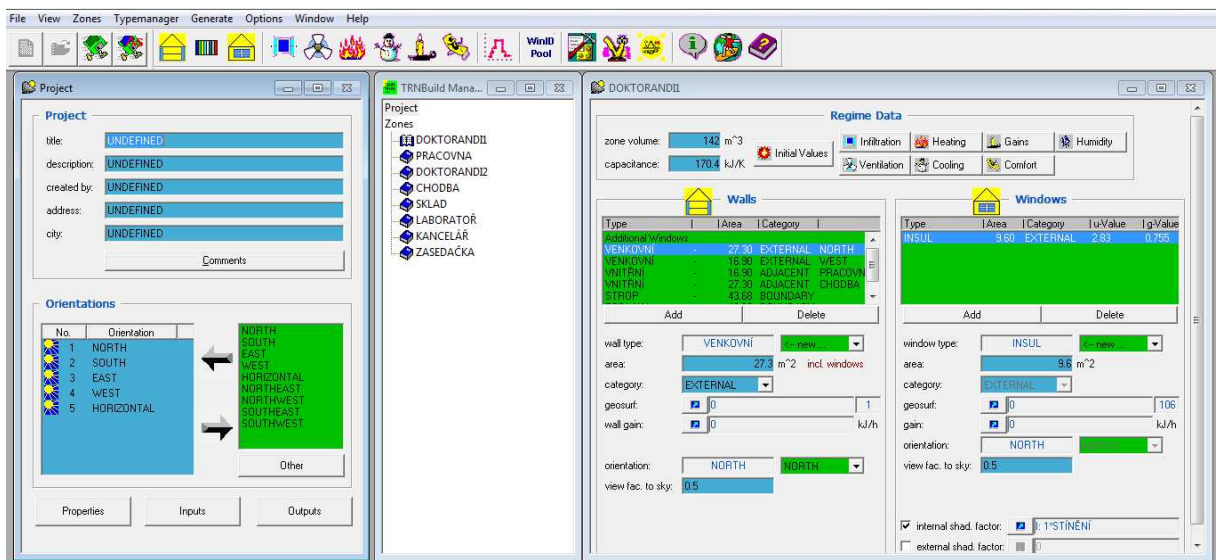 File View Zones Typemanager Generate Options Window Help
WinID Pool
Project
Project
title: UNDEFINED
description: UNDEFINED
created by: UNDEFINED
address: UNDEFINED
city: UNDEFINED
Comments
Orientations
No. Orientation
1 NORTH
2 SOUTH
3 EAST
4 WEST
5 HORIZONTAL
NORTH
SOUTH
EAST
WEST
HORIZONTAL
NORTHEAST
NORTHWEST
SOUTHEAST
SOUTHWEST
Other
Properties Inputs Outputs
TRNBuild Mana...
Project
Zones
DOKTORANDI1
PRACOVNA
DOKTORANDI2
CHODBA
SKLAD
LABORATOŘ
KANCELÁŘ
ZASEDAČKA
DOKTORANDI1
Regime Data
zone volume: 142 m^3
capacitance: 170.4 kJ/K
Initial Values
Infiltration Heating Gains Humidity
Ventilation Cooling Comfort
Walls
Type Area Category
Additional Windows
VENKOVNÍ - 27.30 EXTERNAL NORTH
VENKOVNÍ - 16.90 EXTERNAL WEST
VNITŘNÍ - 16.90 ADJACENT PRACOVN
VNITŘNÍ - 27.30 ADJACENT CHODBA
STROP - 43.68 BOUNDARY
Add Delete
wall type: VENKOVNÍ <-- new ...
area: 27.3 m^2 incl. windows
category: EXTERNAL
geosurf: 0 1
wall gain: 0 kJ/h
orientation: NORTH NORTH
view fac. to sky: 0.5
Windows
Type Area Category u-Value g-Value
INSUL 9.60 EXTERNAL 2.83 0.755
Add Delete
window type: INSUL <-- new ...
area: 9.6 m^2
category: EXTERNAL
geosurf: 0 106
gain: 0 kJ/h
orientation: NORTH
view fac. to sky: 0.5
internal shad. factor: I: 1*STÍNĚNÍ
external shad. factor: 0